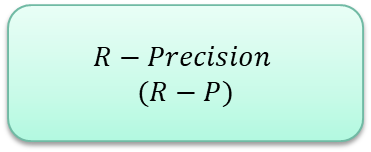 R − Precision
(R − P)